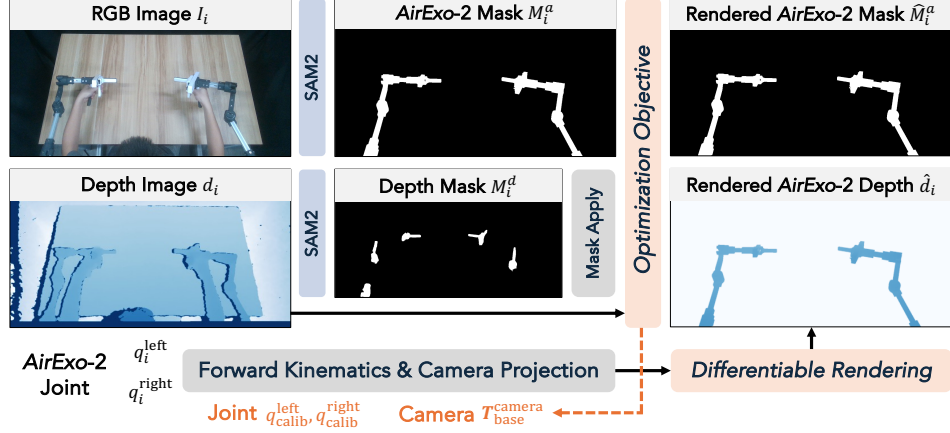 RGB Image I_i
SAM2
AirExo-2 Mask M_i^a
Optimization Objective
Rendered AirExo-2 Mask M̂_i^a
Depth Image d_i
SAM2
Depth Mask M_i^d
Mask Apply
Rendered AirExo-2 Depth d̂_i
AirExo-2
Joint
q_i^left
q_i^right
Forward Kinematics & Camera Projection
Differentiable Rendering
Joint q_calib^left, q_calib^right
Camera T_base^camera